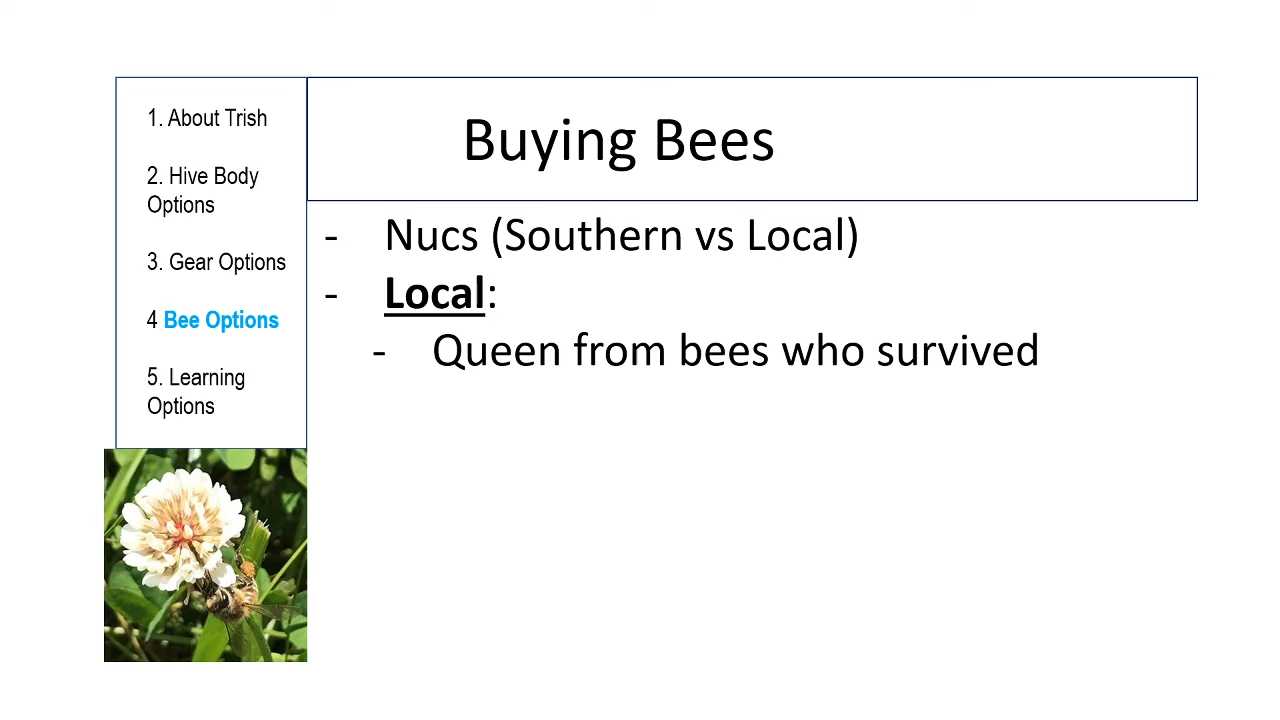 1. About Trish
2. Hive Body
Options
3. Gear Options
4 Bee Options
5. Learning
Options
Buying Bees
- Nucs (Southern vs Local)
- Local:
- Queen from bees who survived